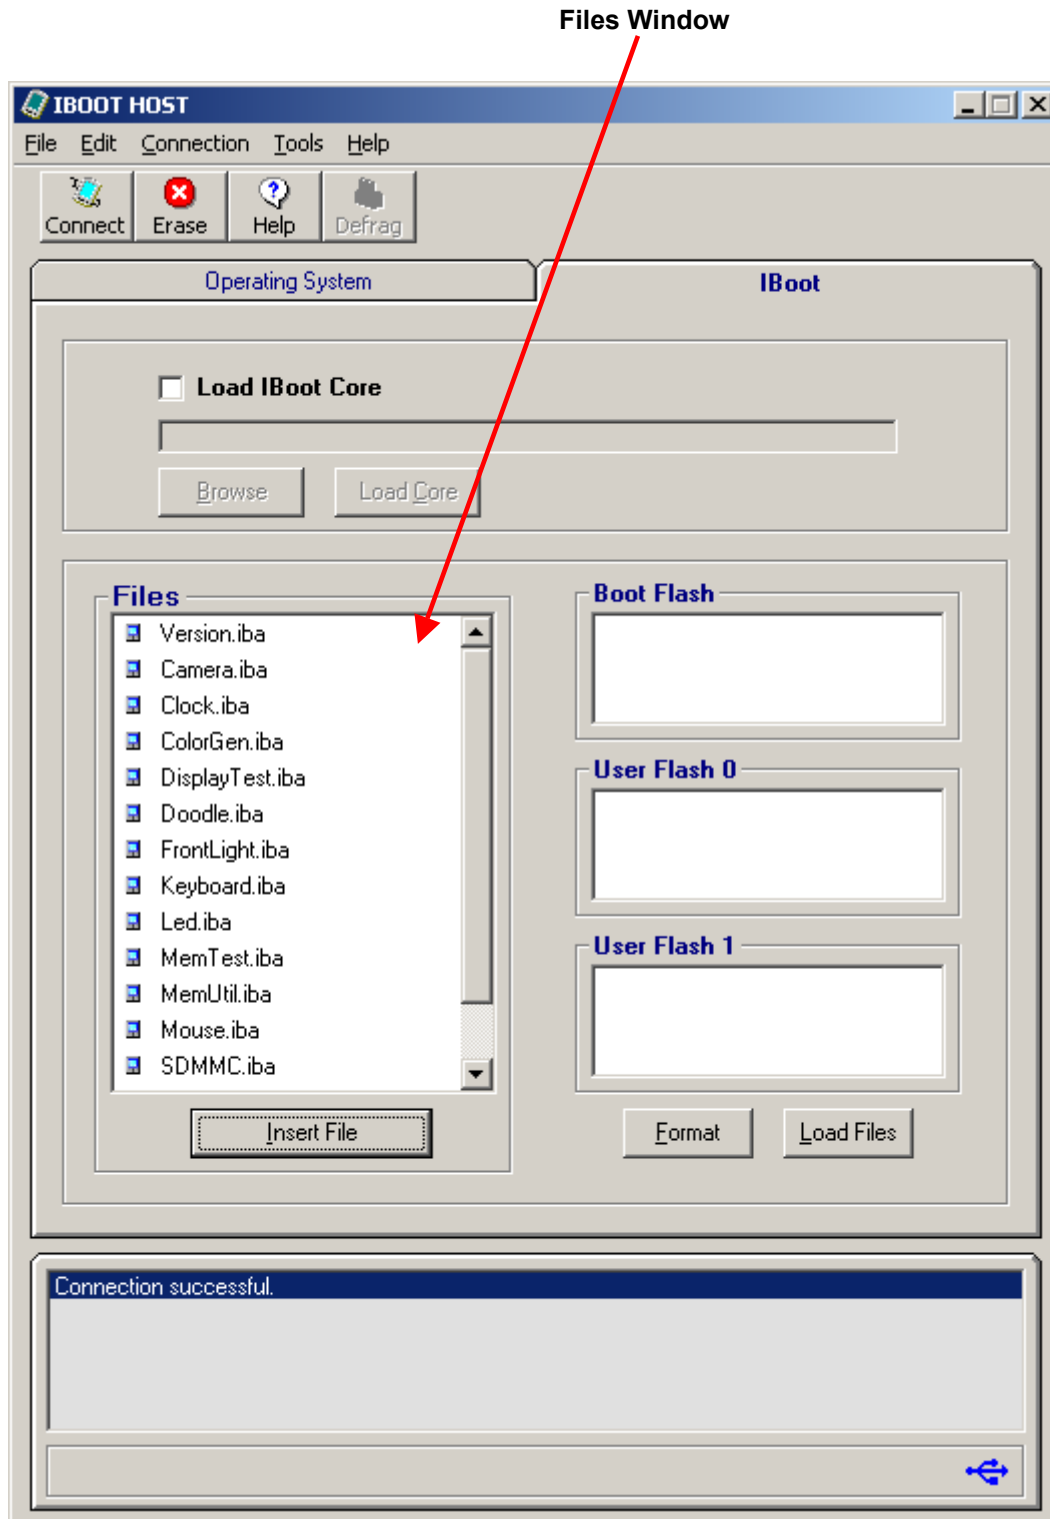 Files Window
IBOOT HOST
File Edit Connection Tools Help
Connect Erase Help Defrag
Operating System IBoot
Load IBoot Core
Browse Load Core
Files
Version.iba
Camera.iba
Clock.iba
ColorGen.iba
DisplayTest.iba
Doodle.iba
FrontLight.iba
Keyboard.iba
Led.iba
MemTest.iba
MemUtil.iba
Mouse.iba
SDMMC.iba
Insert File
Boot Flash
User Flash 0
User Flash 1
Format Load Files
Connection successful.